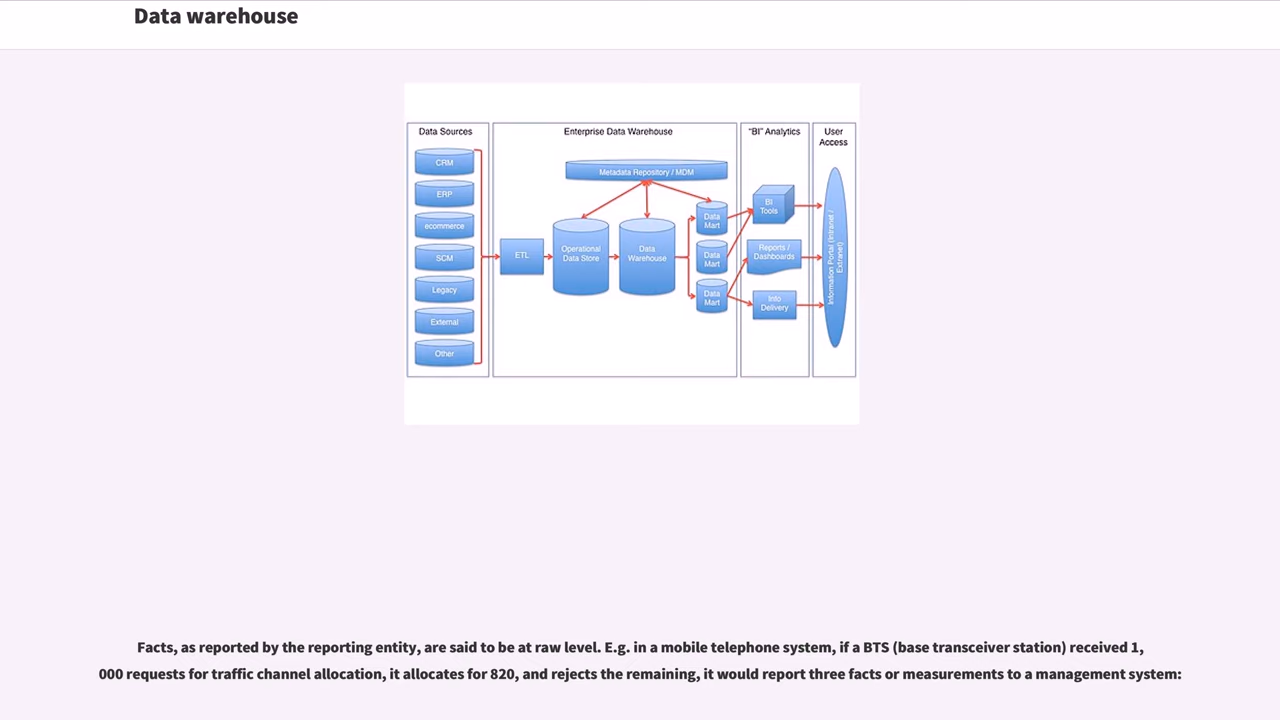 Data warehouse
Data Sources
CRM
ERP
ecommerce
SCM
Legacy
External
Other
Enterprise Data Warehouse
Metadata Repository / MDM
ETL
Operational
Data Store
Data
Warehouse
Data
Mart
Data
Mart
Data
Mart
"BI" Analytics
BI
Tools
Reports /
Dashboards
Info
Delivery
User
Access
Information Portal (Intranet /
Extranet)
Facts, as reported by the reporting entity, are said to be at raw level. E.g. in a mobile telephone system, if a BTS (base transceiver station) received 1,
000 requests for traffic channel allocation, it allocates for 820, and rejects the remaining, it would report three facts or measurements to a management system: